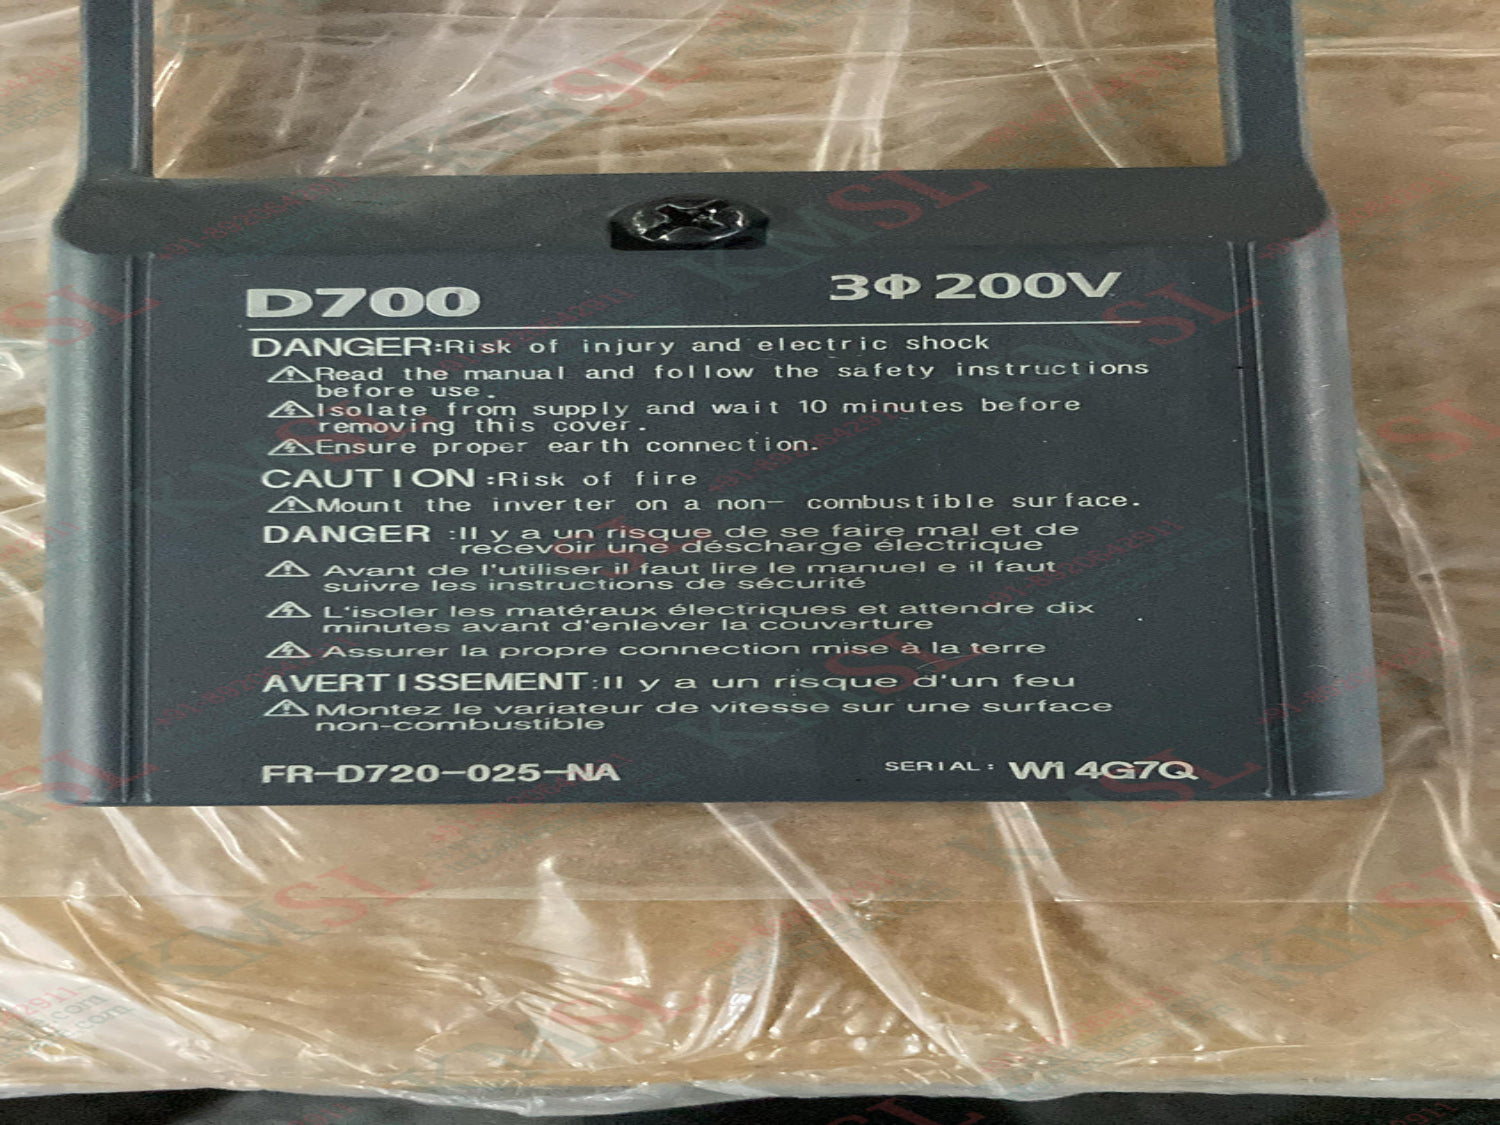 D700 3Φ200V
DANGER:Risk of injury and electric shock
Read the manual and follow the safety instructions
before use.
Isolate from supply and wait 10 minutes before
removing this cover.
Ensure proper earth connection.
CAUTION:Risk of fire
Mount the inverter on a non- combustible surface.
DANGER :Il y a un risque de se faire mal et de
recevoir une déscharge électrique
Avant de l'utiliser il faut lire le manuel e il faut
suivre les instructions de sécurité
L'isoler les matéraux électriques et attendre dix
minutes avant d'enlever la couverture
Assurer la propre connection mise à la terre
AVERTISSEMENT:Il y a un risque d'un feu
Montez le variateur de vitesse sur une surface
non-combustible
FR-D720-025-NA SERIAL: W14G7Q
KMSL